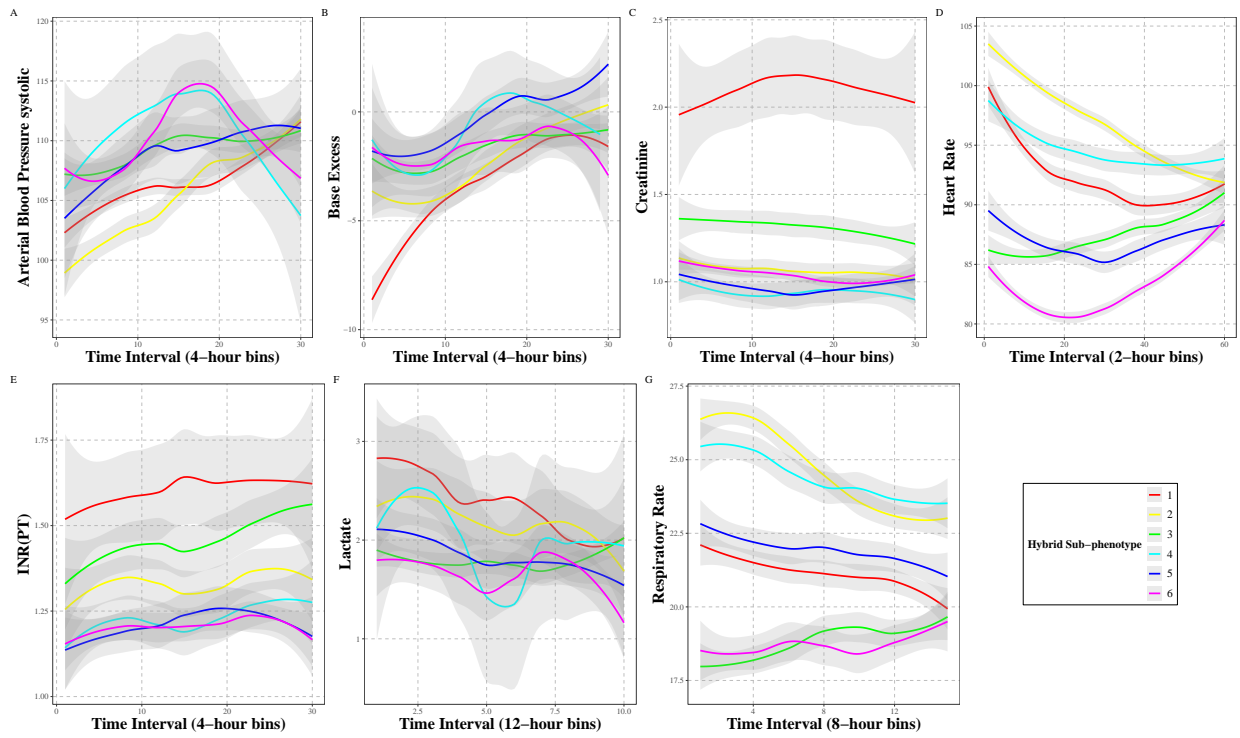 A
Arterial Blood Pressure systolic
120
115
110
105
100
95
0
10
20
30
Time Interval (4−hour bins)
B
Base Excess
0
−5
−10
0
10
20
30
Time Interval (4−hour bins)
C
Creatinine
2.5
2.0
1.5
1.0
0
10
20
30
Time Interval (4−hour bins)
D
Heart Rate
105
100
95
90
85
80
0
20
40
60
Time Interval (2−hour bins)
E
INR(PT)
1.75
1.50
1.25
1.00
0
10
20
30
Time Interval (4−hour bins)
F
Lactate
3
2
1
2.5
5.0
7.5
10.0
Time Interval (12−hour bins)
G
Respiratory Rate
27.5
25.0
22.5
20.0
17.5
4
8
12
Time Interval (8−hour bins)
Hybrid Sub−phenotype
1
2
3
4
5
6